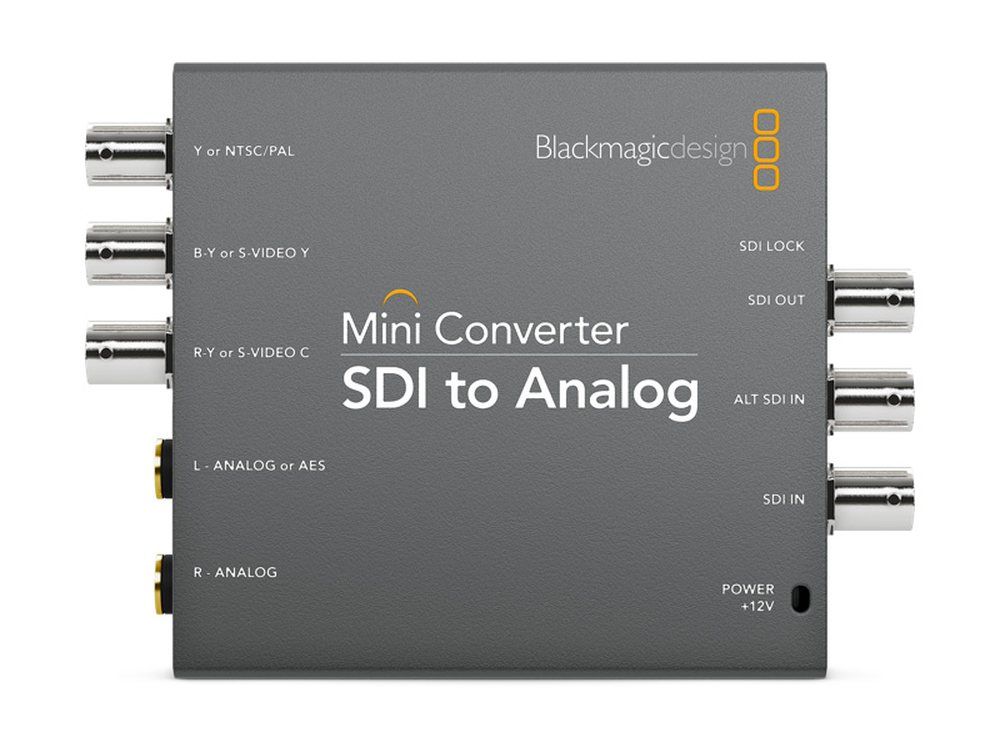 Blackmagicdesign
Y or NTSC/PAL
B-Y or S-VIDEO Y
R-Y or S-VIDEO C
L - ANALOG or AES
R - ANALOG
Mini Converter
SDI to Analog
SDI LOCK
SDI OUT
ALT SDI IN
SDI IN
POWER
+12V